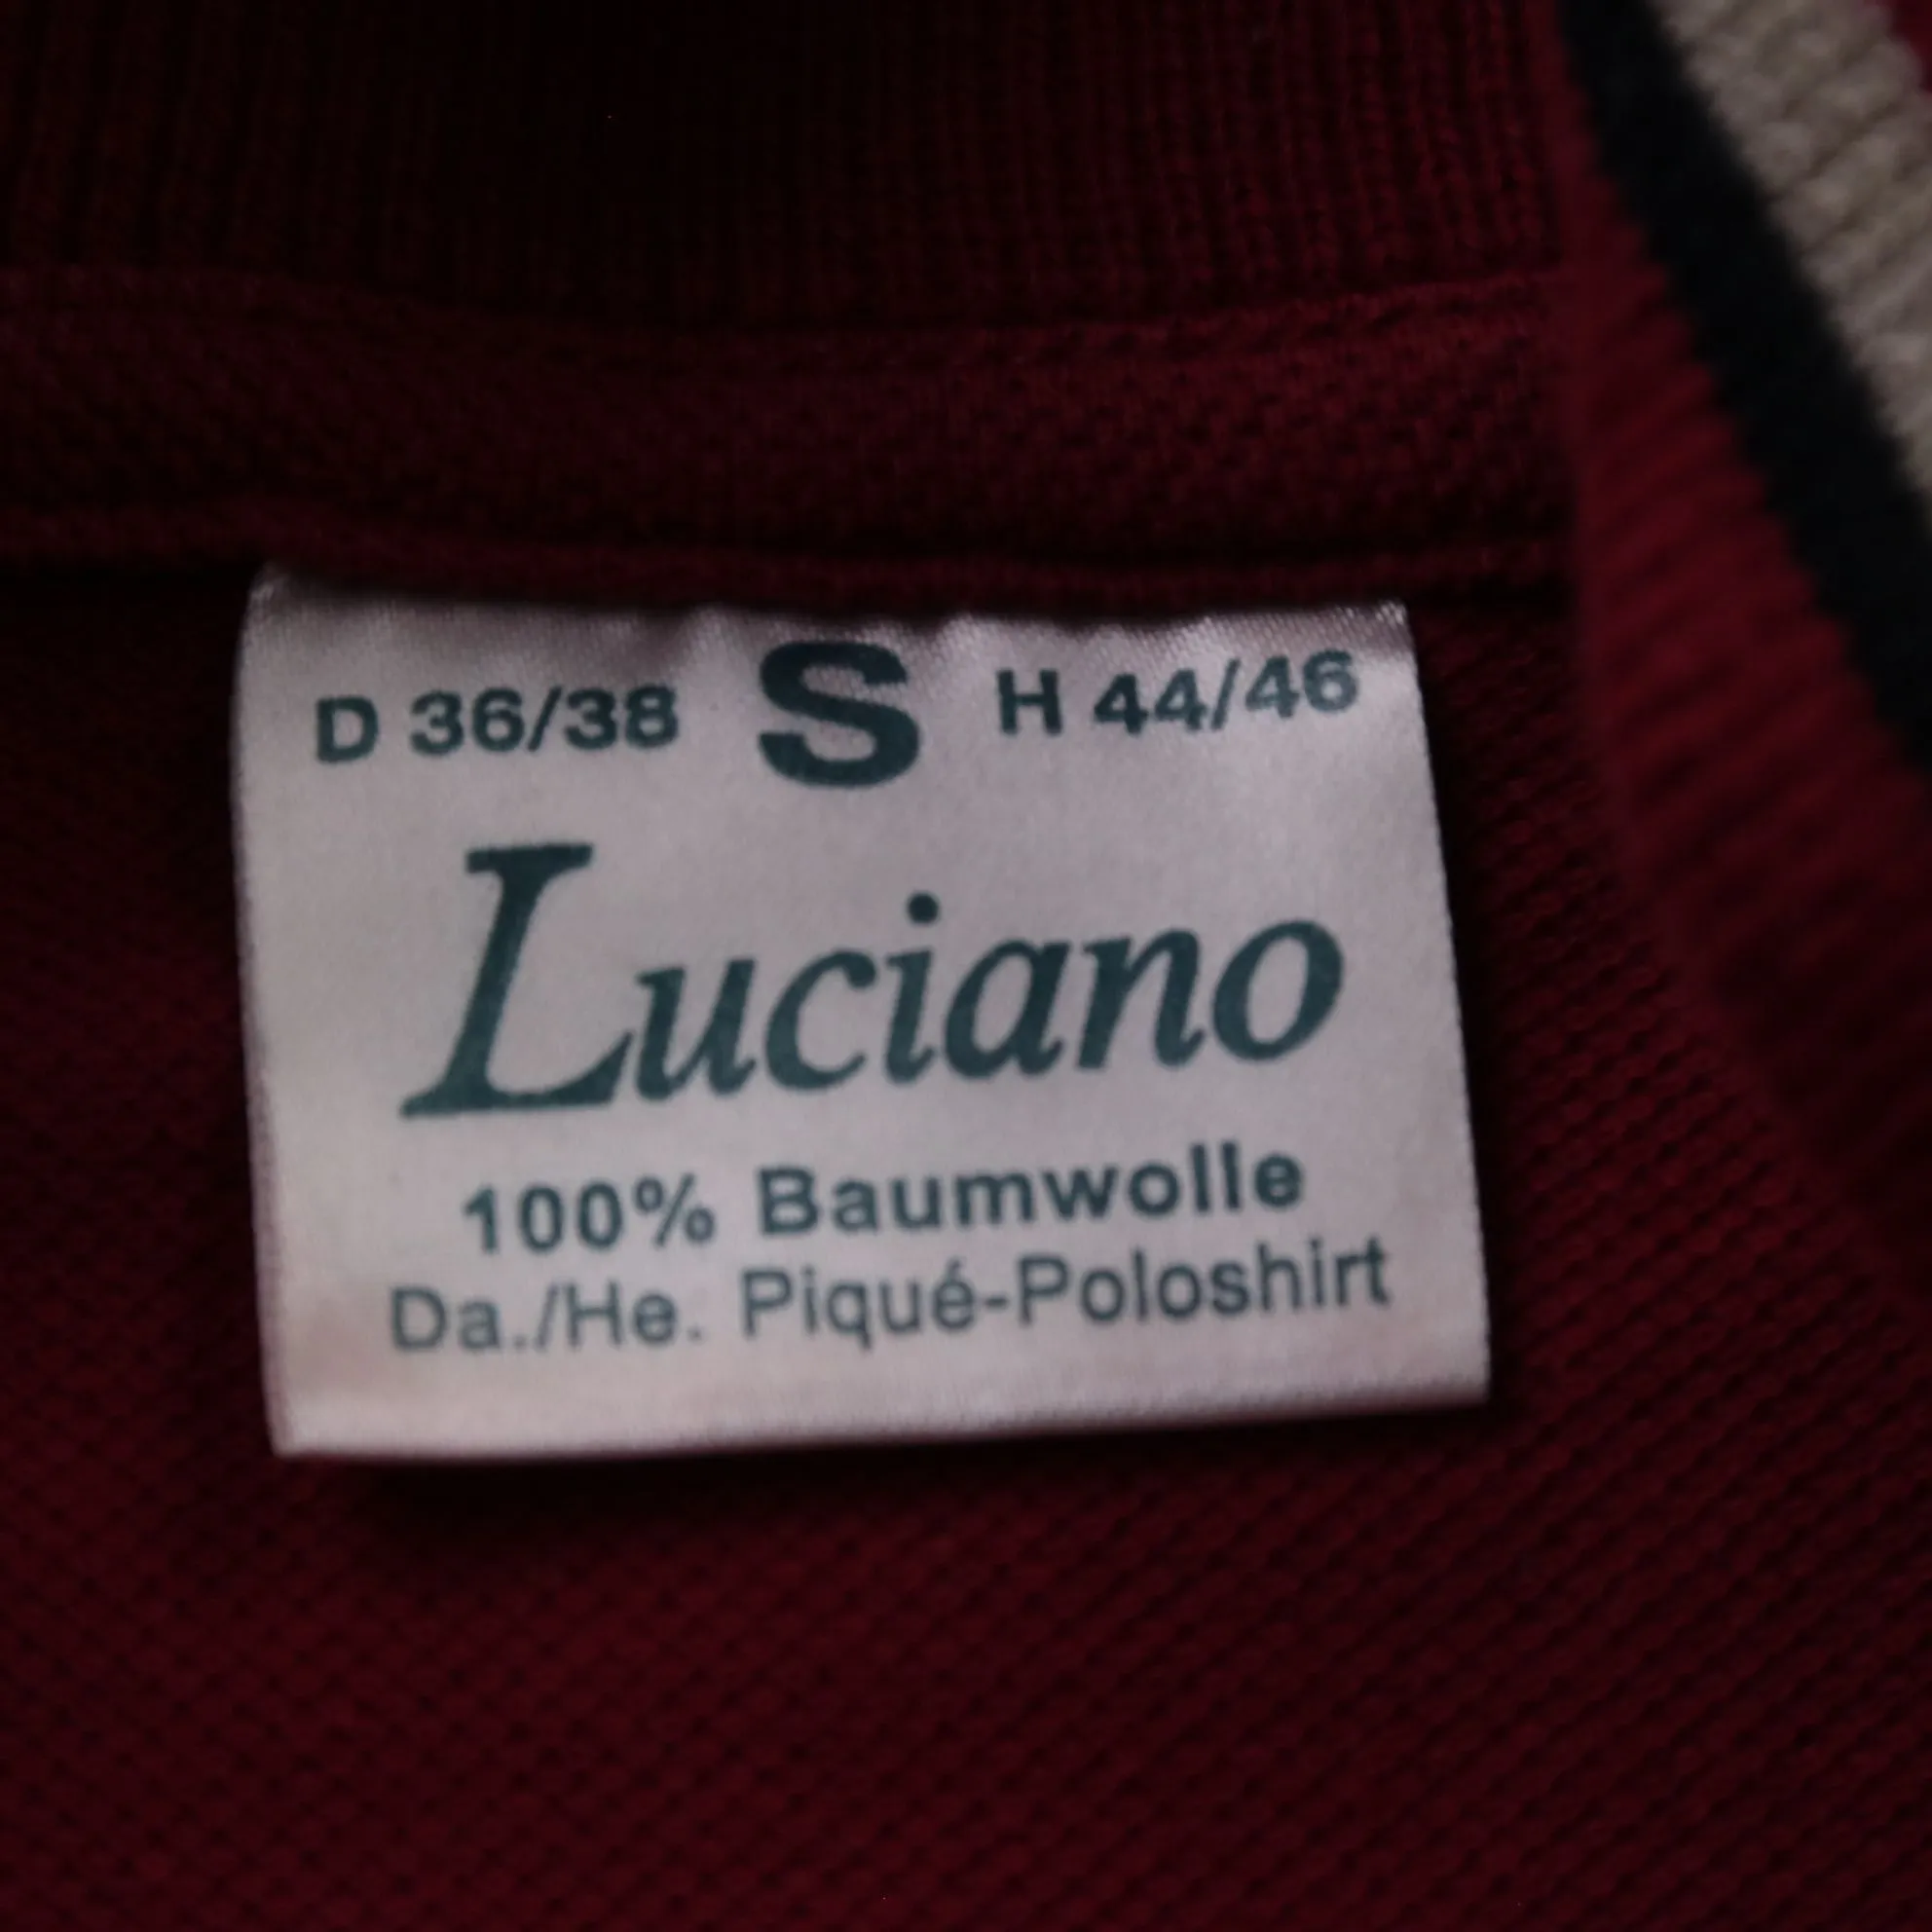 D 36/38 S H 44/46
Luciano
100% Baumwolle
Da./He. Piqué-Poloshirt